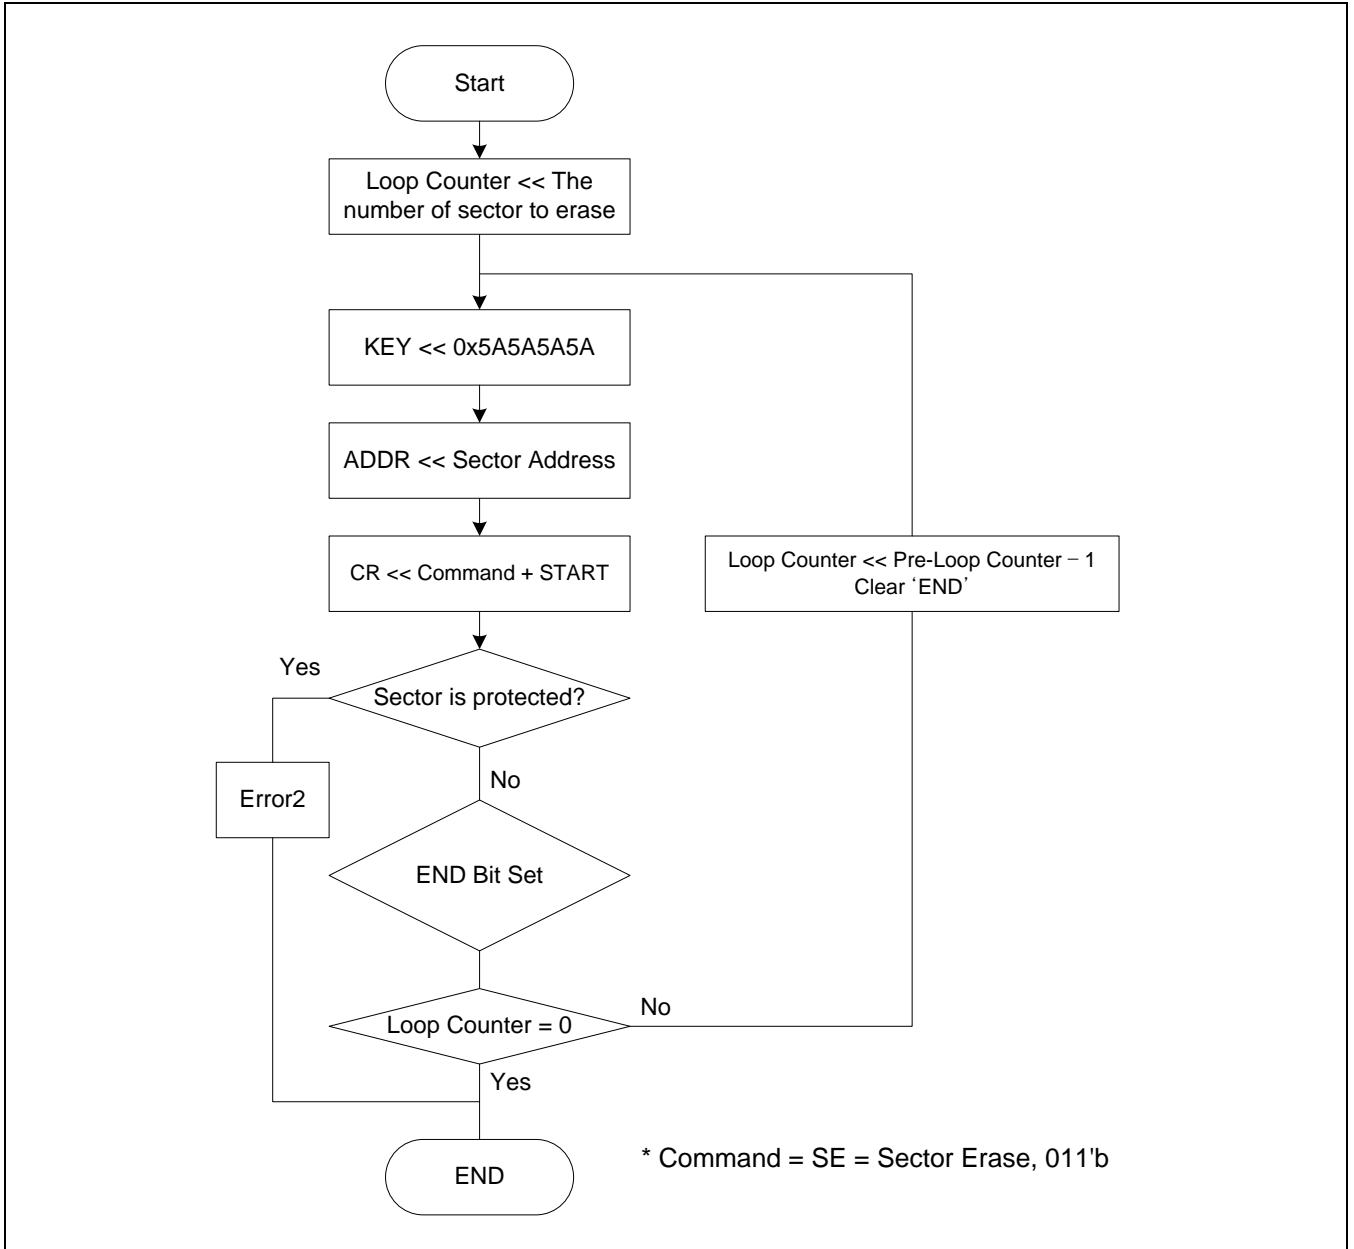 Start
Loop Counter << The
number of sector to erase
KEY << 0x5A5A5A5A
ADDR << Sector Address
CR << Command + START
Loop Counter << Pre-Loop Counter – 1
Clear ‘END’
Yes
Sector is protected?
No
Error2
END Bit Set
Loop Counter = 0
No
Yes
END
* Command = SE = Sector Erase, 011'b